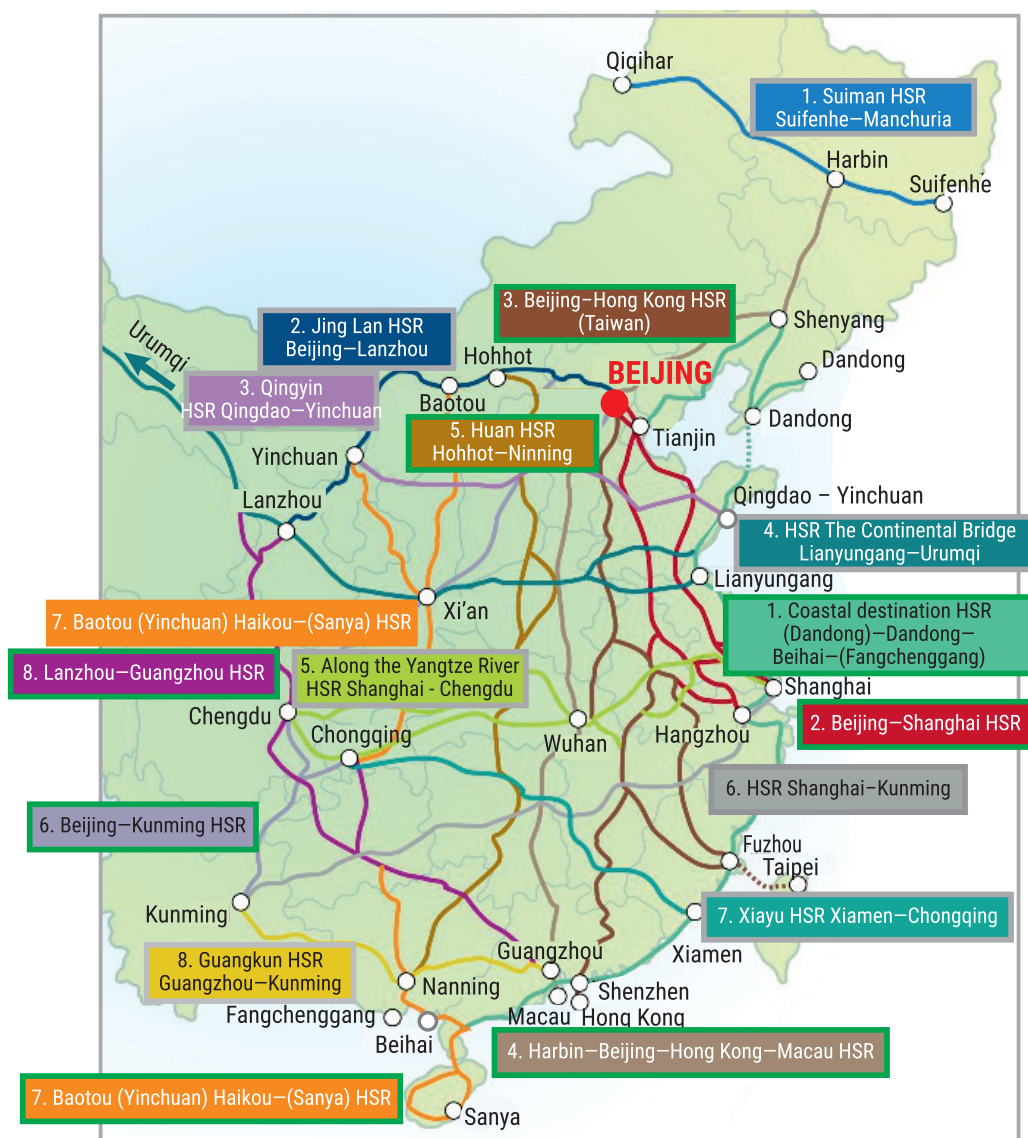 Qiqihar
1. Suiman HSR
Suifenhe–Manchuria
Harbin
Suifenhe
3. Beijing–Hong Kong HSR
(Taiwan)
Shenyang
Urumqi
2. Jing Lan HSR
Beijing–Lanzhou
Hohhot
Dandong
BEIJING
3. Qingyin
HSR Qingdao–Yinchuan
Baotou
Dandong
5. Huan HSR
Hohhot–Ninning
Tianjin
Yinchuan
Lanzhou
Qingdao – Yinchuan
4. HSR The Continental Bridge
Lianyungang–Urumqi
Lianyungang
Xi'an
7. Baotou (Yinchuan) Haikou–(Sanya) HSR
1. Coastal destination HSR
(Dandong)–Dandong–
Beihai–(Fangchenggang)
8. Lanzhou–Guangzhou HSR
5. Along the Yangtze River
HSR Shanghai - Chengdu
Shanghai
Chengdu
Chongqing
Wuhan
Hangzhou
2. Beijing–Shanghai HSR
6. HSR Shanghai–Kunming
6. Beijing–Kunming HSR
Fuzhou
Taipei
Kunming
7. Xiayu HSR Xiamen–Chongqing
Xiamen
8. Guangkun HSR
Guangzhou–Kunming
Guangzhou
Nanning
Shenzhen
Fangchenggang
Macau
Hong Kong
Beihai
4. Harbin–Beijing–Hong Kong–Macau HSR
7. Baotou (Yinchuan) Haikou–(Sanya) HSR
Sanya